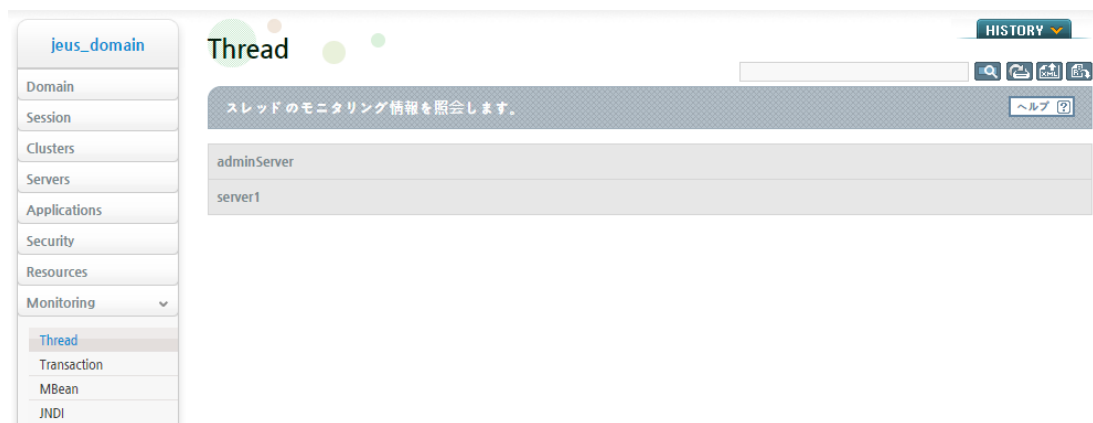 jeus_domain
Domain
Session
Clusters
Servers
Applications
Security
Resources
Monitoring
Thread
Transaction
MBean
JNDI
Thread
HISTORY
XML
スレッドのモニタリング情報を照会します。
ヘルプ ?
adminServer
server1